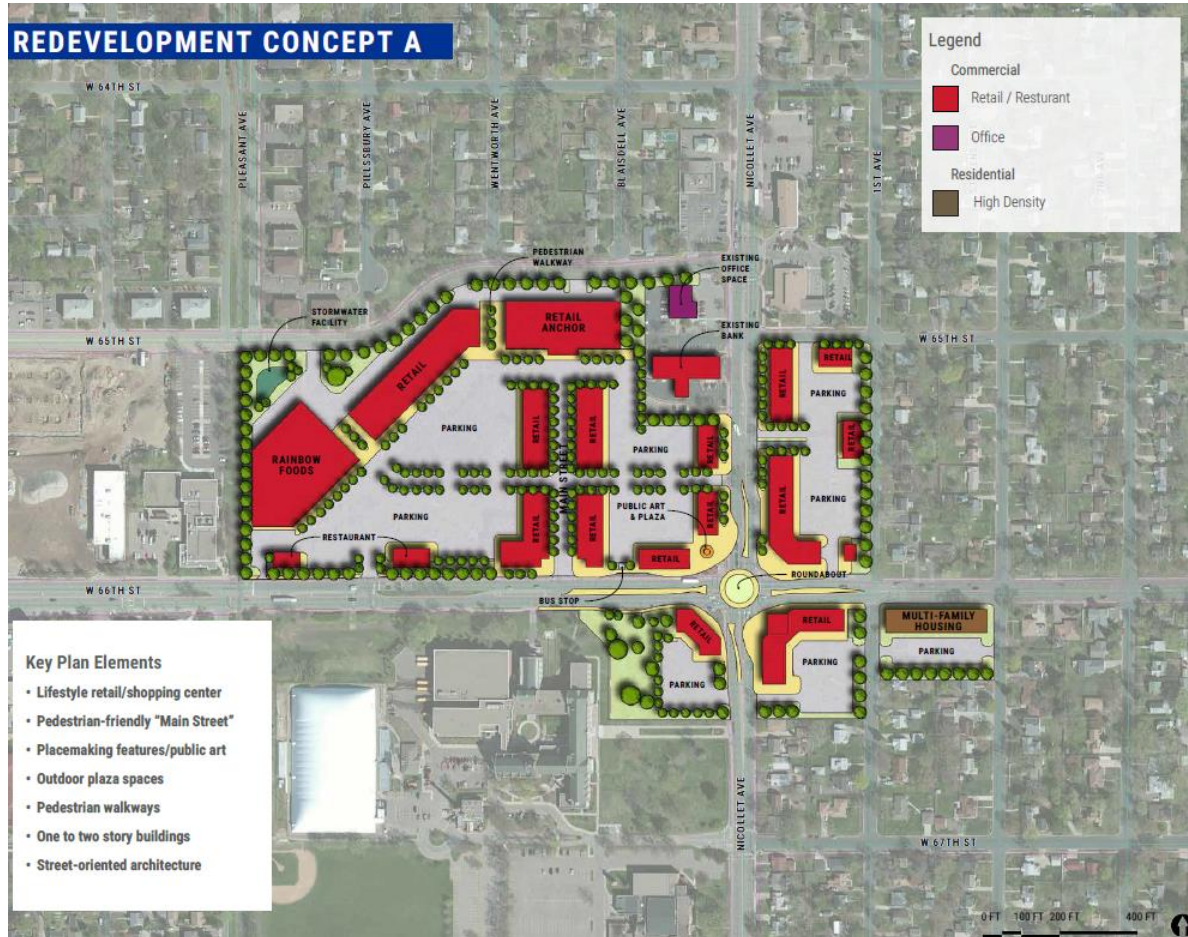 REDEVELOPMENT CONCEPT A
Legend
Commercial
Retail / Resturant
Office
Residential
High Density
W 64TH ST
PLEASANT AVE
PILLSBURY AVE
WENTWORTH AVE
BLAISDELL AVE
NICOLLET AVE
1ST AVE
PEDESTRIAN
WALKWAY
EXISTING
OFFICE
SPACE
STORMWATER
FACILITY
RETAIL
ANCHOR
EXISTING
BANK
W 65TH ST
W 65TH ST
RETAIL
RETAIL
RETAIL
PARKING
RETAIL
RETAIL
PARKING
RETAIL
RETAIL
PARKING
RAINBOW
FOODS
MAIN STREET
PARKING
RETAIL
RETAIL
PUBLIC ART
& PLAZA
RETAIL
RETAIL
PARKING
RESTAURANT
RETAIL
ROUNDABOUT
W 66TH ST
BUS STOP
RETAIL
RETAIL
MULTI-FAMILY
HOUSING
PARKING
PARKING
PARKING
NICOLLET AVE
W 67TH ST
Key Plan Elements
• Lifestyle retail/shopping center
• Pedestrian-friendly “Main Street”
• Placemaking features/public art
• Outdoor plaza spaces
• Pedestrian walkways
• One to two story buildings
• Street-oriented architecture
0 FT 100 FT 200 FT 400 FT